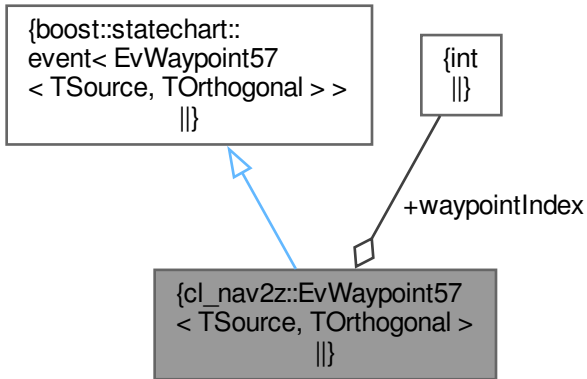 {boost::statechart::
event< EvWaypoint57
< TSource, TOrthogonal > >
||}
{int
||}
+waypointIndex
{cl_nav2z::EvWaypoint57
< TSource, TOrthogonal >
||}